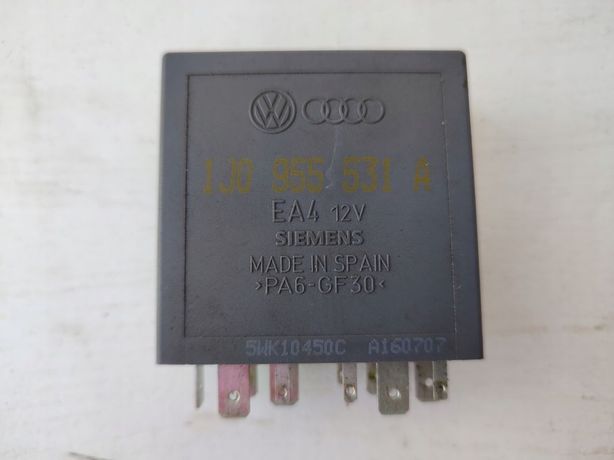 1J0 955 531 A
EA4 12V
SIEMENS
MADE IN SPAIN
>PA6-GF30<
5WK10450C A160707